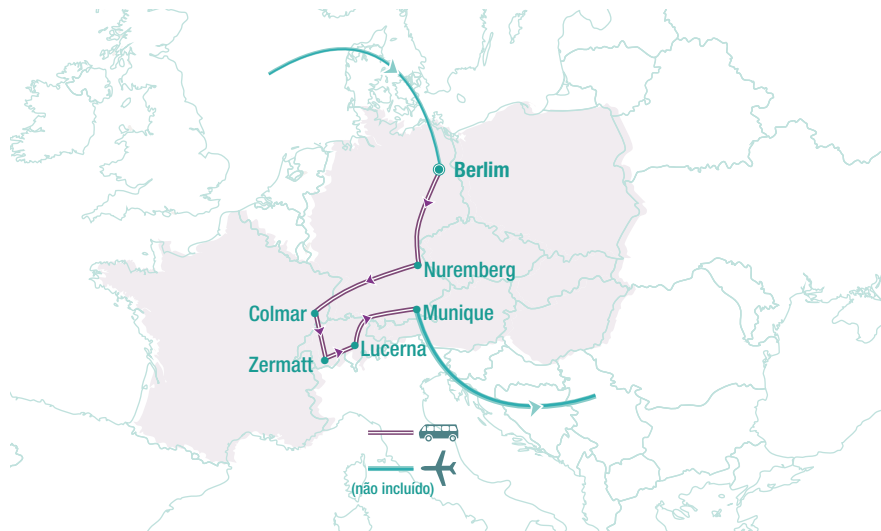 Berlim
Nuremberg
Colmar
Munique
Lucerna
Zermatt
(não incluído)